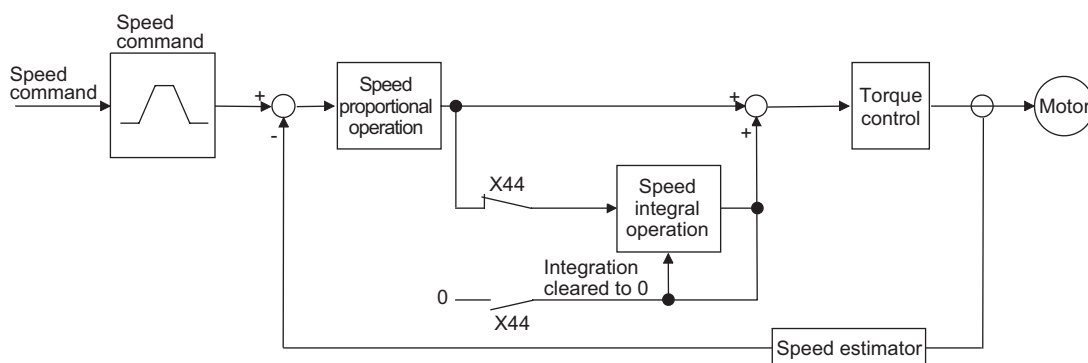 Speed
command
Speed
command
+
-
Speed
proportional
operation
+
+
Torque
control
Motor
X44
Speed
integral
operation
Integration
cleared to 0
0
X44
Speed estimator